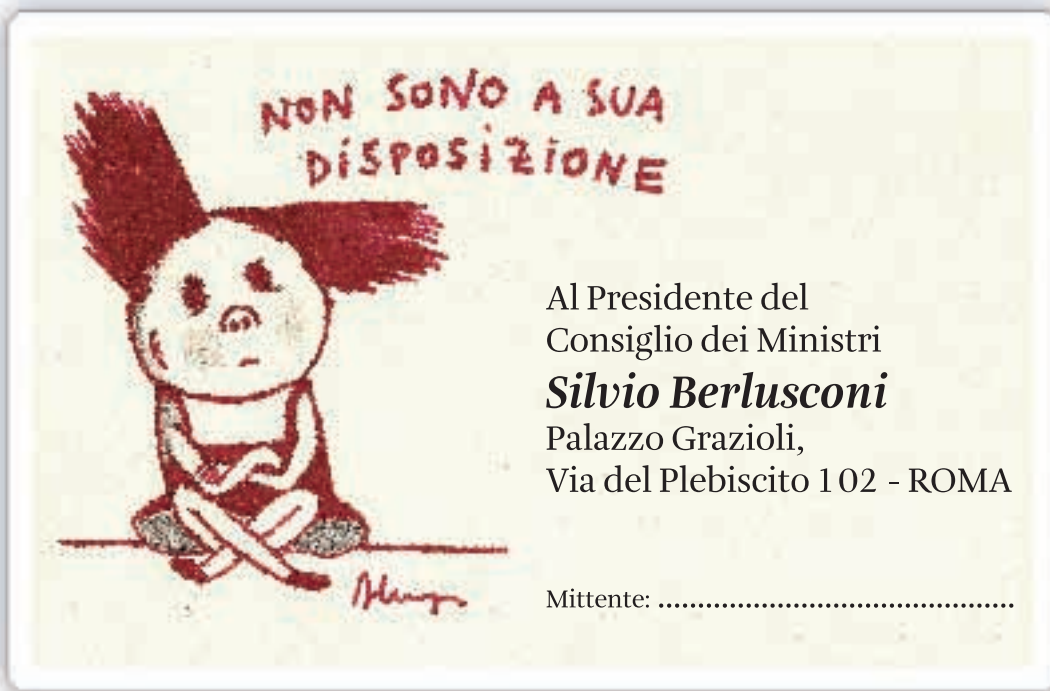 NON SONO A SUA
DISPOSIZIONE
Al Presidente del
Consiglio dei Ministri
Silvio Berlusconi
Palazzo Grazioli,
Via del Plebiscito 102 - ROMA
Mittente: .............................................